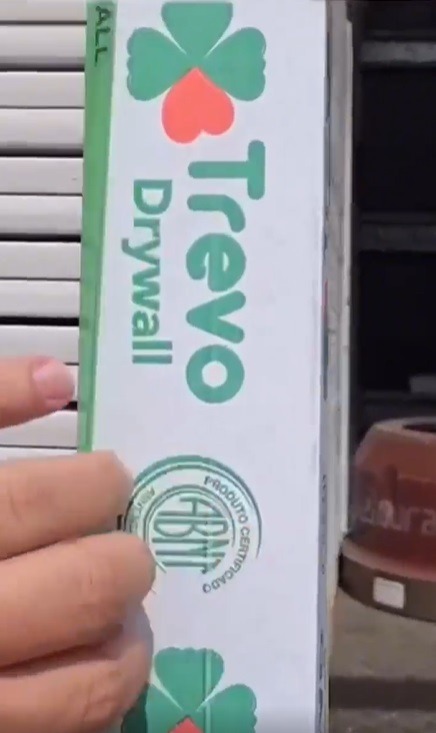 ALL
Trevo
Drywall
PRODUTO CERTIFICADO
ABNT